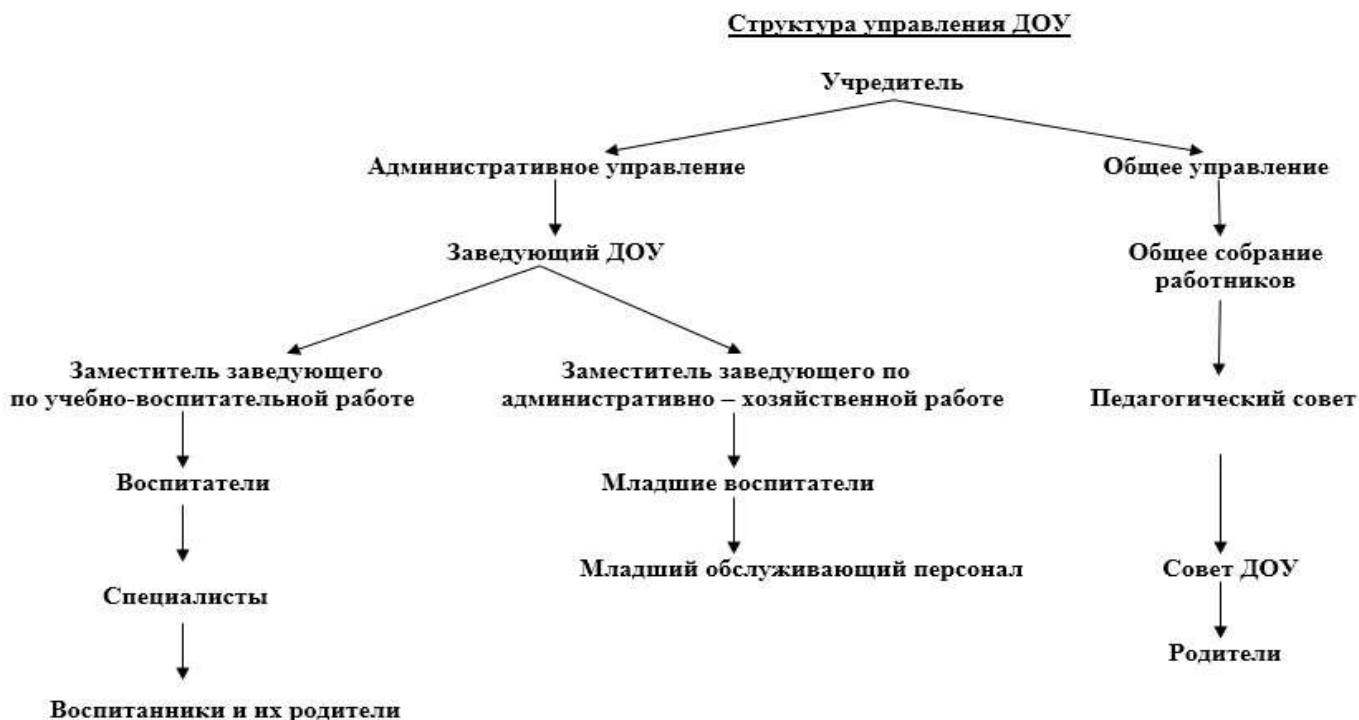 Структура управления ДОУ
Учредитель
Административное управление
Общее управление
Заведующий ДОУ
Общее собрание
работников
Заместитель заведующего
по учебно-воспитательной работе
Заместитель заведующего по
административно – хозяйственной работе
Педагогический совет
Воспитатели
Младшие воспитатели
Младший обслуживающий персонал
Совет ДОУ
Специалисты
Родители
Воспитанники и их родители